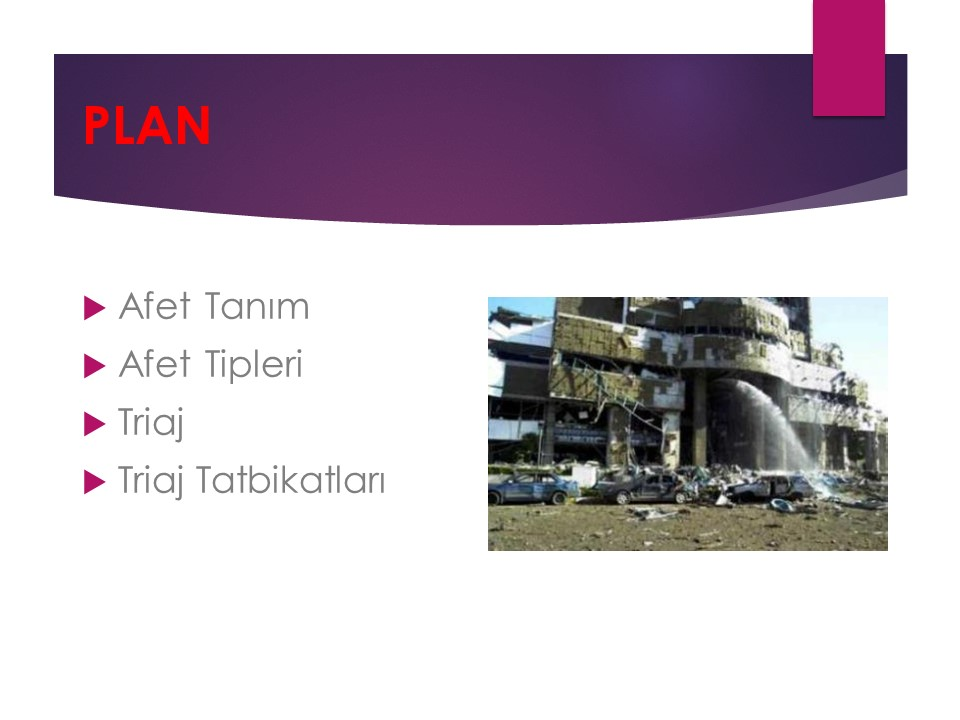 PLAN
Afet Tanım
Afet Tipleri
Triaj
Triaj Tatbikatları